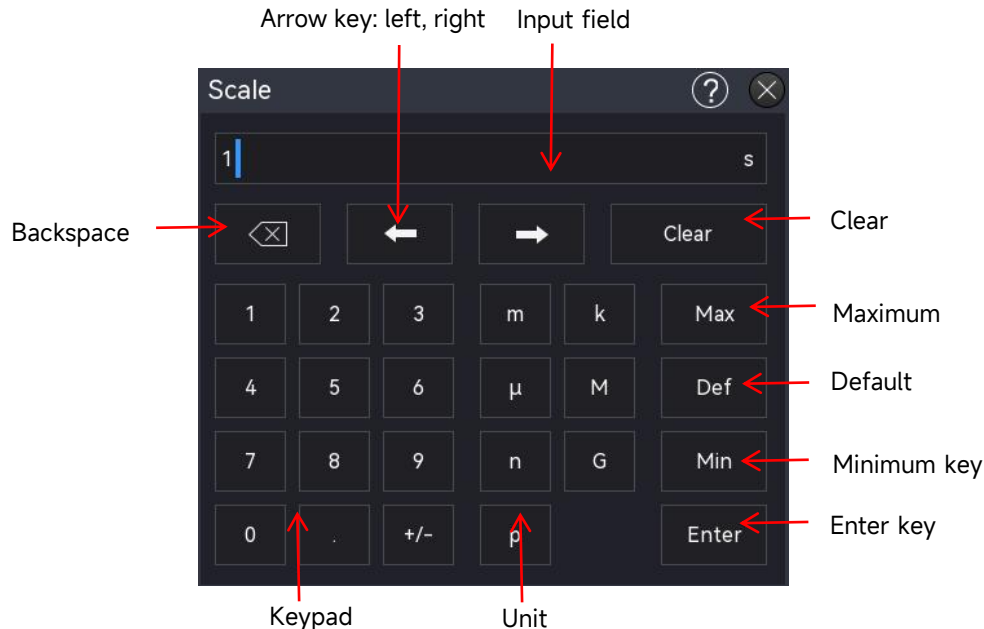 Arrow key: left, right Input field
Scale ?
1 s
Backspace Clear Clear
1 2 3 m k Max Maximum
4 5 6 μ M Def Default
7 8 9 n G Min Minimum key
0 . +/- p Enter Enter key
Keypad Unit